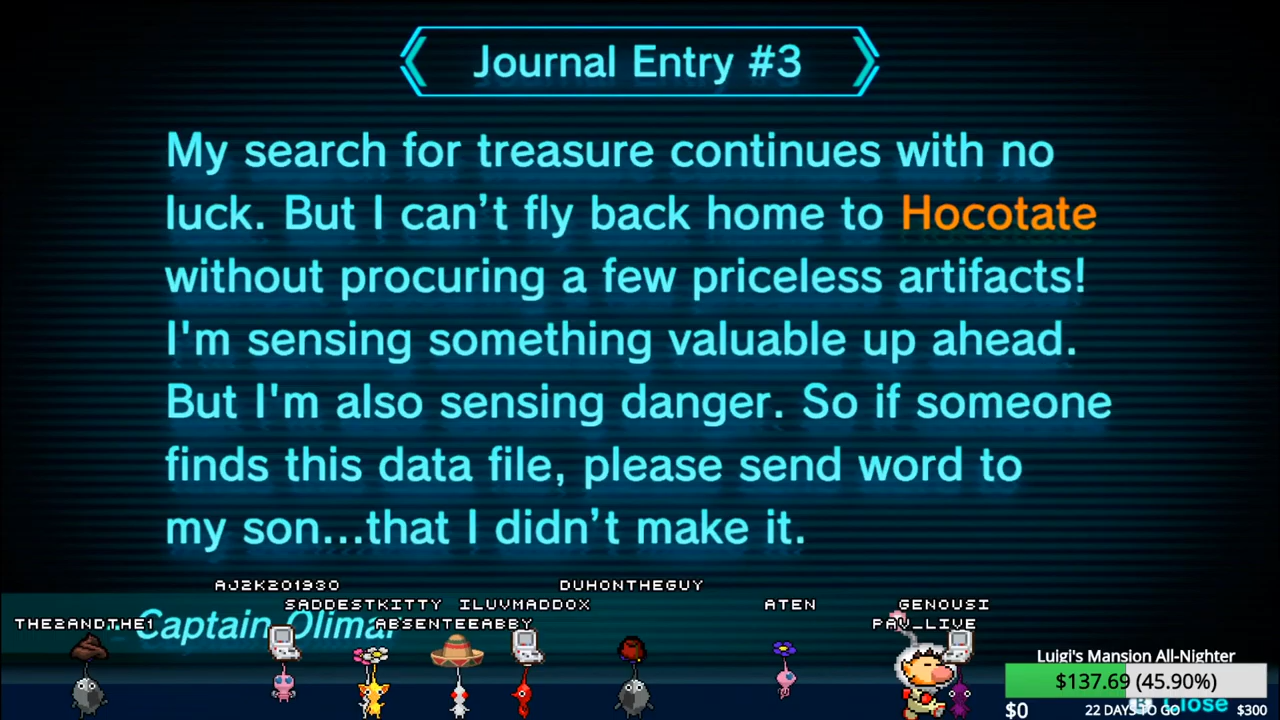 Journal Entry #3
My search for treasure continues with no
luck. But I can't fly back home to Hocotate
without procuring a few priceless artifacts!
I'm sensing something valuable up ahead.
But I'm also sensing danger. So if someone
finds this data file, please send word to
my son...that I didn't make it.
AJ2K201930
DUHONTHEGUY
SADDESTKITTY
ILUVMADDOX
ATEN
GENOUSI
THE2ANDTHE1
Captain Olimar
ABSENTEEABBY
PAV_LIVE
Luigi's Mansion All-Nighter
$137.69 (45.90%)
Close
$0
22 DAYS TO GO
$300